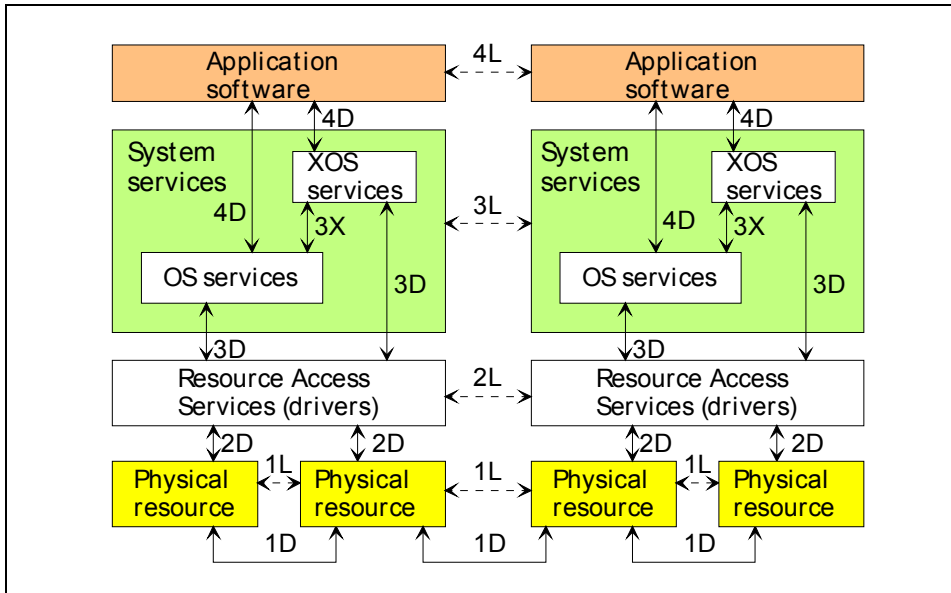 Application
software
4L
Application
software
4D
4D
System
services
XOS
services
System
services
XOS
services
4D
3X
3L
4D
3X
OS services
3D
OS services
3D
3D
3D
Resource Access
Services (drivers)
2L
Resource Access
Services (drivers)
2D
2D
2D
2D
Physical
resource
1L
Physical
resource
1L
Physical
resource
1L
Physical
resource
1D
1D
1D